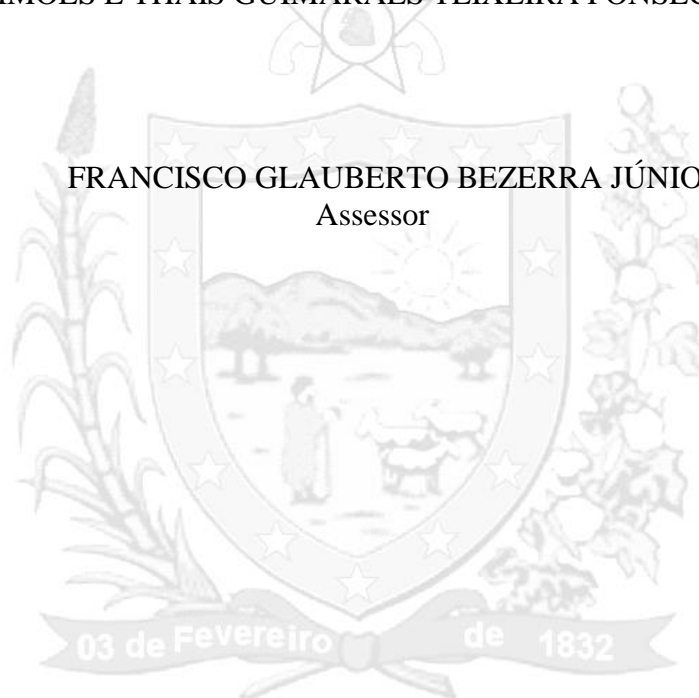 FRANCISCO GLAUBERTO BEZERRA JÚNIO
Assessor
03 de Fevereiro de 1832